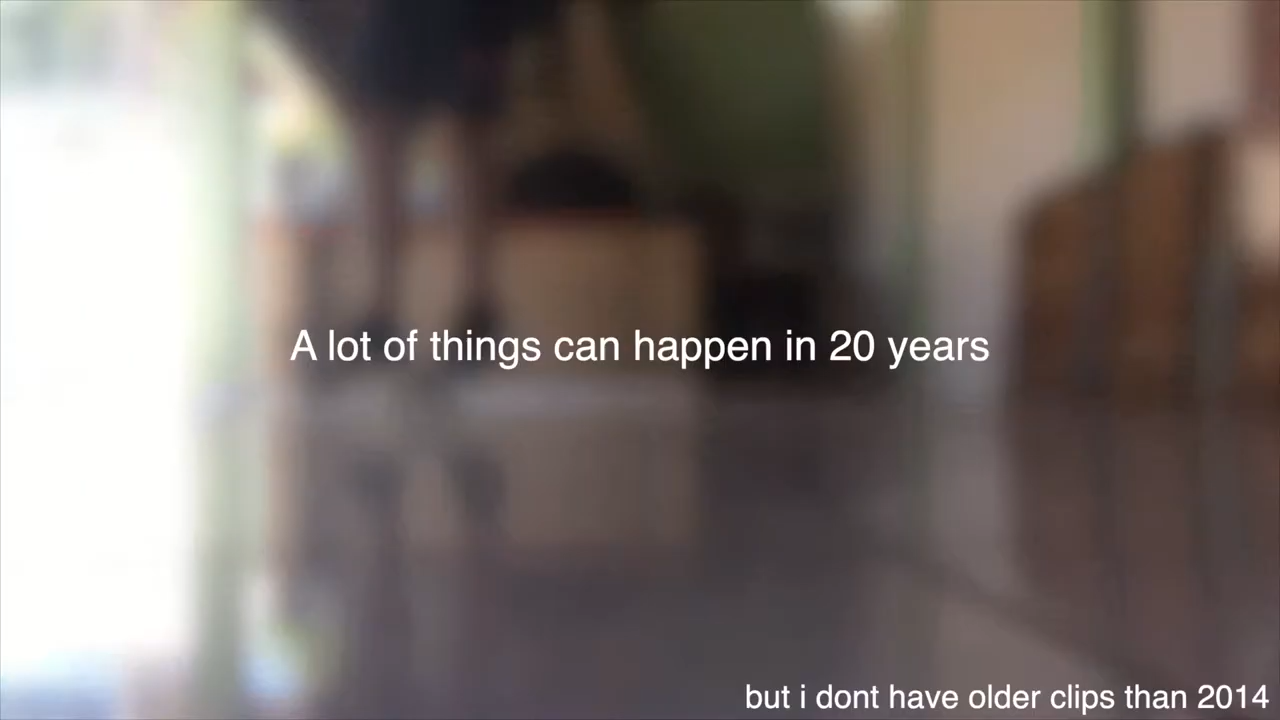 A lot of things can happen in 20 years
but i dont have older clips than 2014